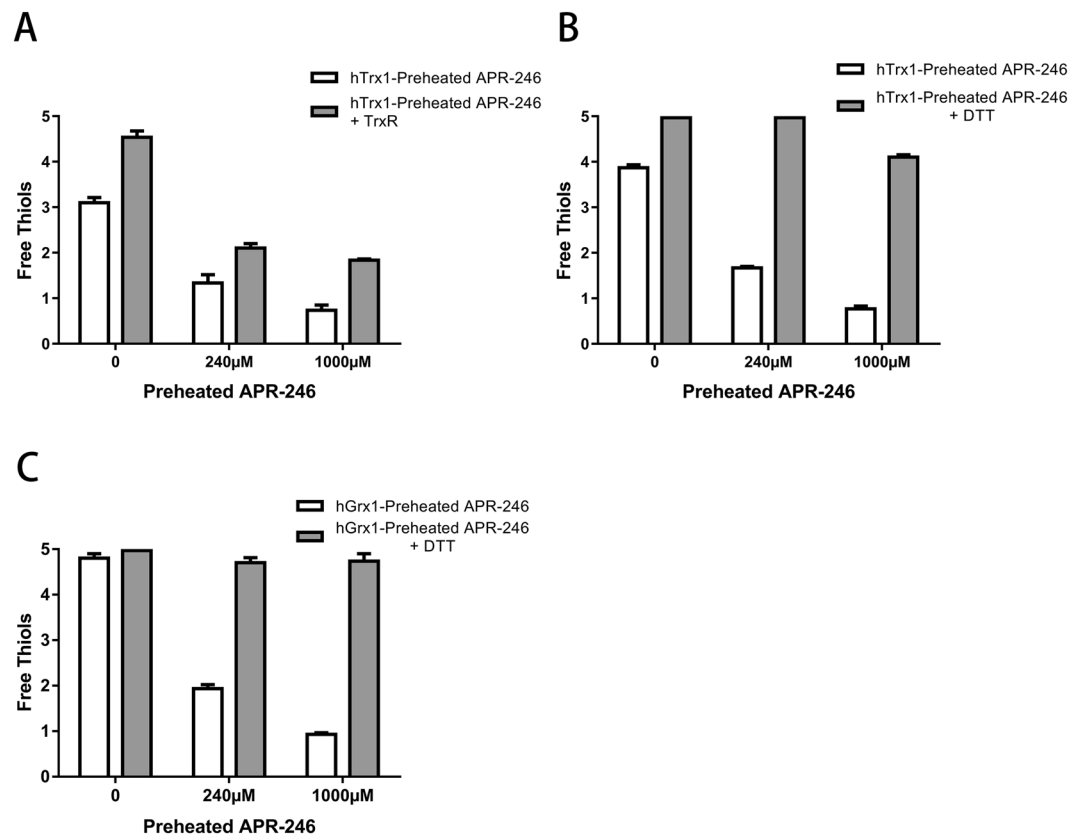 A
hTrx1-Preheated APR-246
hTrx1-Preheated APR-246
+ TrxR
5
4
3
2
1
0
Free Thiols
0
240μM
1000μM
Preheated APR-246
B
hTrx1-Preheated APR-246
hTrx1-Preheated APR-246
+ DTT
5
4
3
2
1
0
Free Thiols
0
240μM
1000μM
Preheated APR-246
C
hGrx1-Preheated APR-246
hGrx1-Preheated APR-246
+ DTT
5
4
3
2
1
0
Free Thiols
0
240μM
1000μM
Preheated APR-246